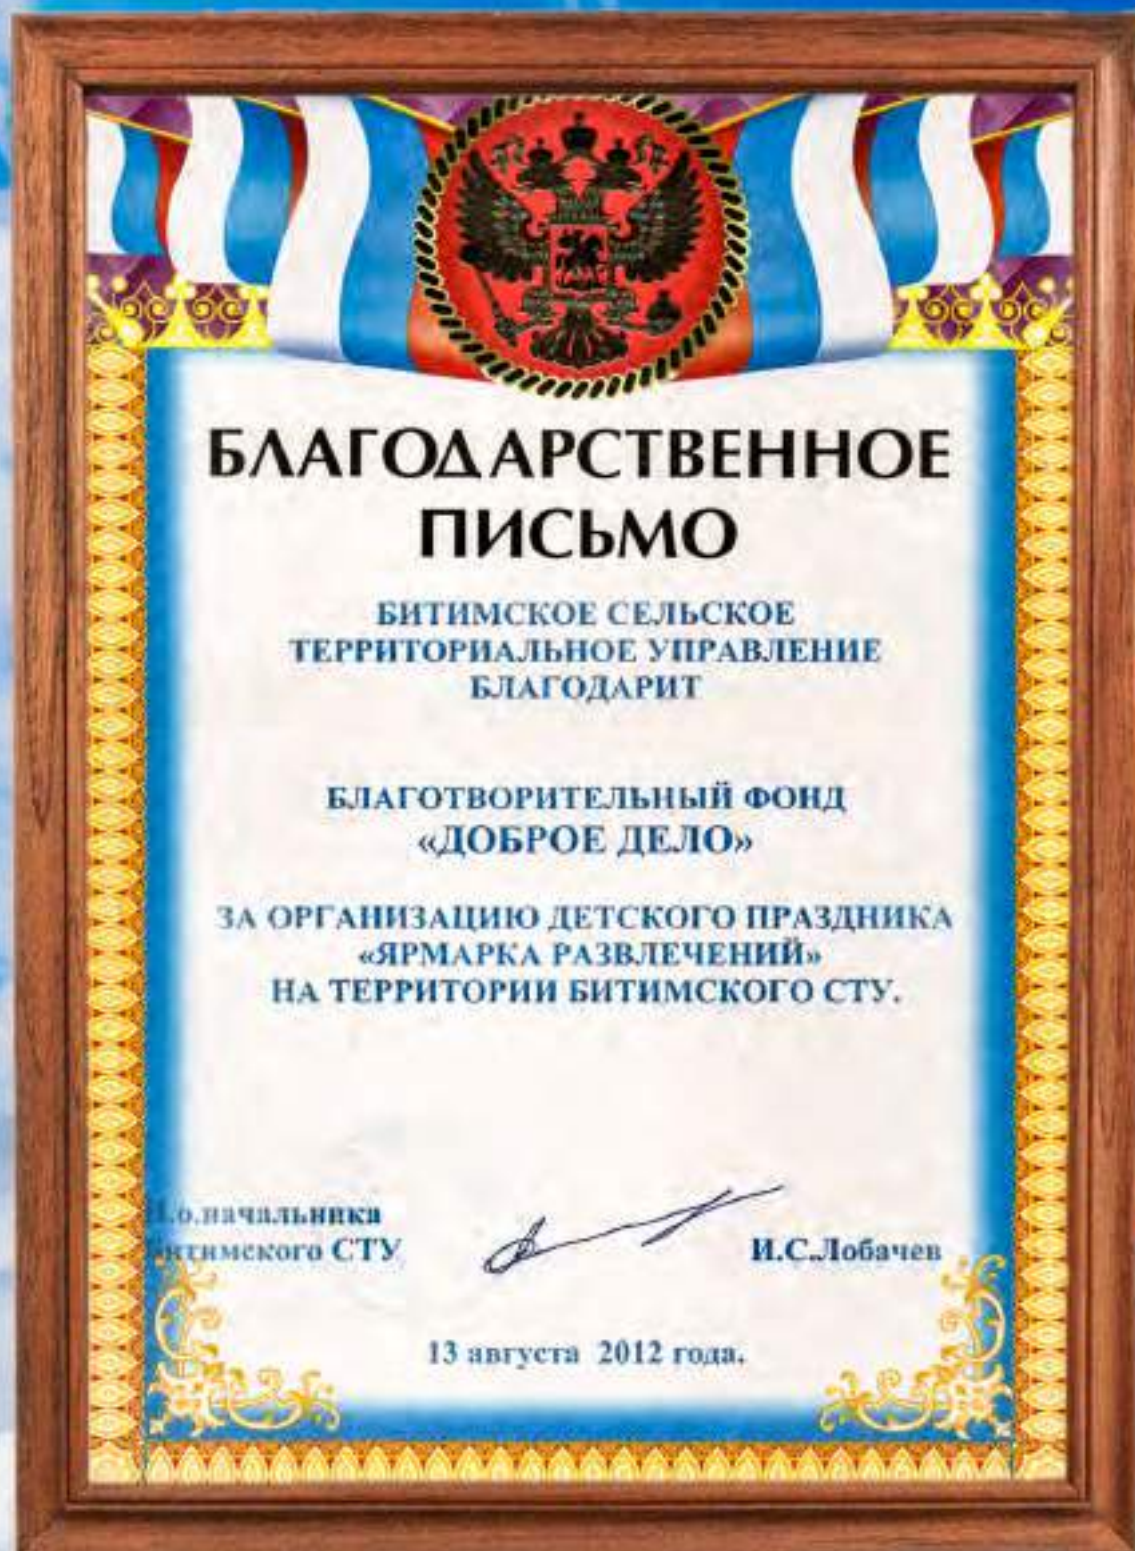 БЛАГОДАРСТВЕННОЕ
ПИСЬМО
БИТИМСКОЕ СЕЛЬСКОЕ
ТЕРРИТОРИАЛЬНОЕ УПРАВЛЕНИЕ
БЛАГОДАРИТ
БЛАГОТВОРИТЕЛЬНЫЙ ФОНД
«ДОБРОЕ ДЕЛО»
ЗА ОРГАНИЗАЦИЮ ДЕТСКОГО ПРАЗДНИКА
«ЯРМАРКА РАЗВЛЕЧЕНИЙ»
НА ТЕРРИТОРИИ БИТИМСКОГО СТУ.
И.о.начальника
Битимского СТУ
И.С.Лобачев
13 августа 2012 года.